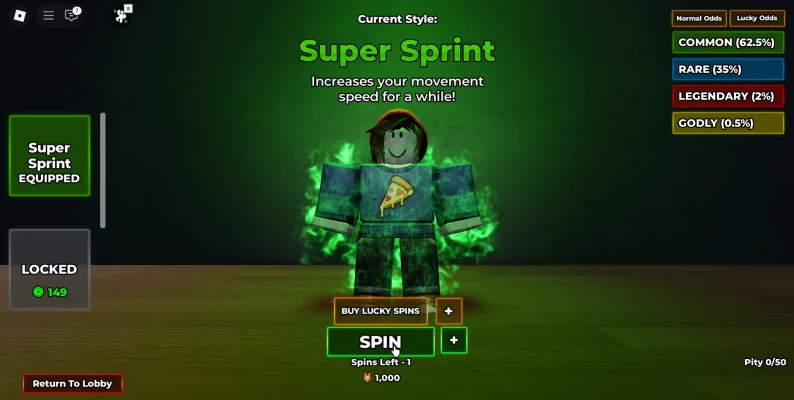 7
8
Current Style:
Super Sprint
Increases your movement
speed for a while!
Normal Odds
Lucky Odds
COMMON (62.5%)
RARE (35%)
LEGENDARY (2%)
GODLY (0.5%)
Super
Sprint
EQUIPPED
LOCKED
149
BUY LUCKY SPINS
+
SPIN
+
Spins Left - 1
¥ 1,000
Pity 0/50
Return To Lobby